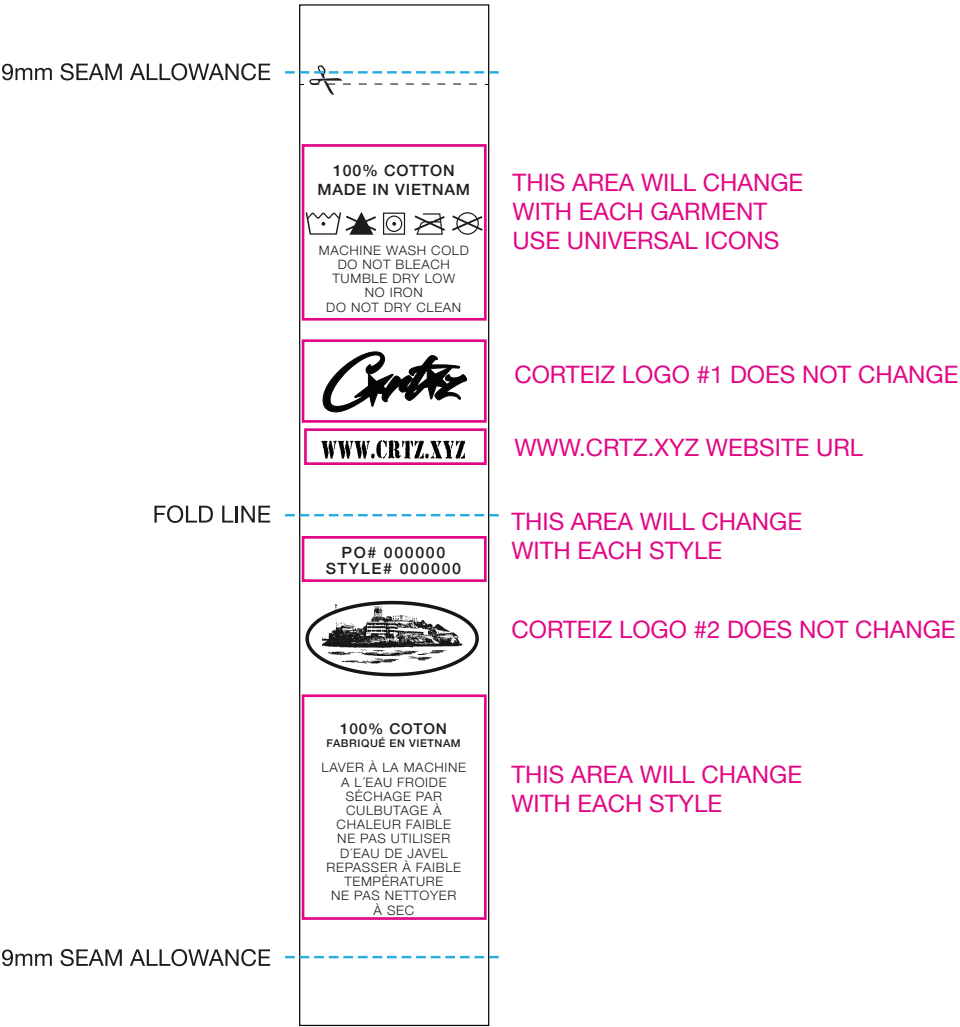 9mm SEAM ALLOWANCE
100% COTTON
MADE IN VIETNAM
MACHINE WASH COLD
DO NOT BLEACH
TUMBLE DRY LOW
NO IRON
DO NOT DRY CLEAN
THIS AREA WILL CHANGE
WITH EACH GARMENT
USE UNIVERSAL ICONS
Crtz
CORTEIZ LOGO #1 DOES NOT CHANGE
WWW.CRTZ.XYZ
WWW.CRTZ.XYZ WEBSITE URL
FOLD LINE
THIS AREA WILL CHANGE
WITH EACH STYLE
PO# 000000
STYLE# 000000
CORTEIZ LOGO #2 DOES NOT CHANGE
100% COTON
FABRIQUÉ EN VIETNAM
LAVER À LA MACHINE
A L´EAU FROIDE
SÉCHAGE PAR
CULBUTAGE À
CHALEUR FAIBLE
NE PAS UTILISER
D´EAU DE JAVEL
REPASSER À FAIBLE
TEMPÉRATURE
NE PAS NETTOYER
À SEC
THIS AREA WILL CHANGE
WITH EACH STYLE
9mm SEAM ALLOWANCE